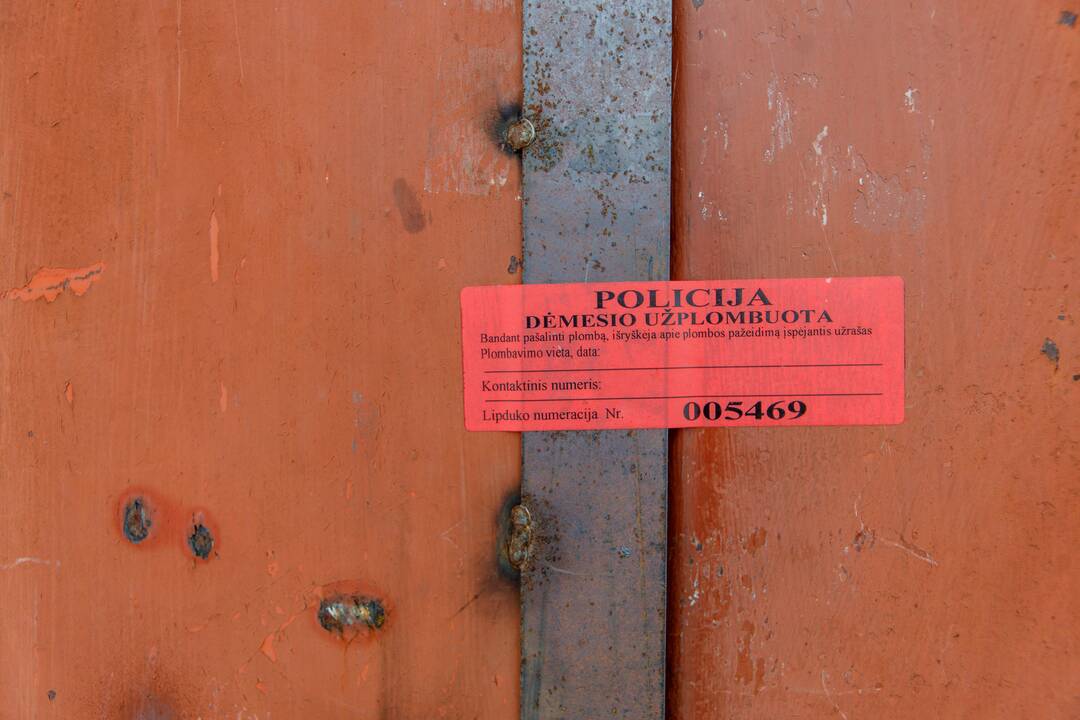 POLICIJA
DĖMESIO UŽPLOMBUOTA
Bandant pašalinti plombą, išryškėja apie plombos pažeidimą įspėjantis užrašas
Plombavimo vieta, data:
Kontaktinis numeris:
Lipduko numeracija Nr. 005469